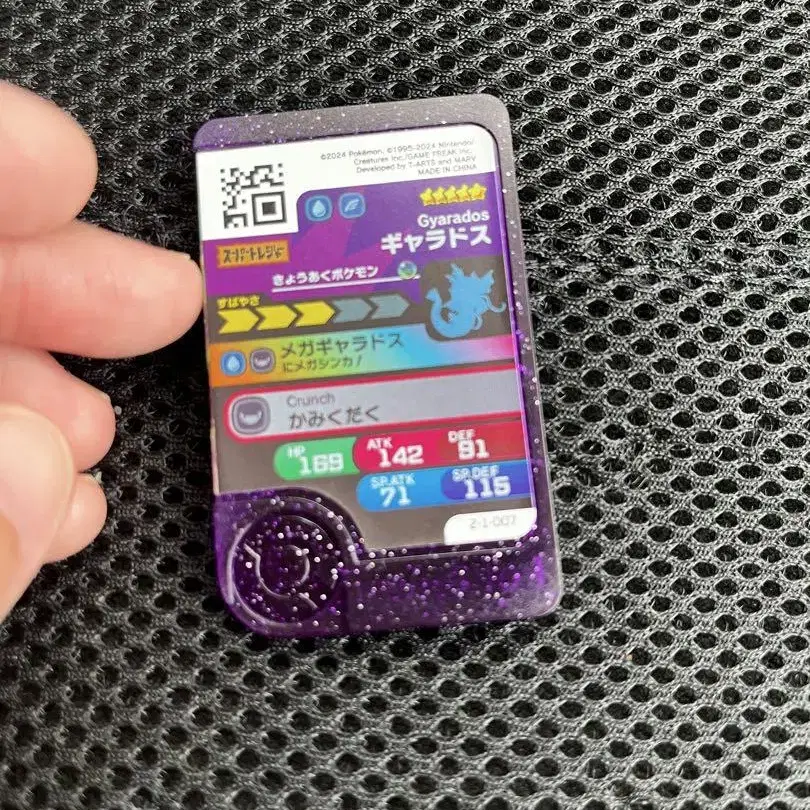 ©2024 Pokémon. ©1995-2024 Nintendo/
Creatures Inc./GAME FREAK inc.
Developed by T-ARTS and MARV
MADE IN CHINA
Gyarados
ギャラドス
スーパートレジャー
きょうあくポケモン
すばやさ
メガギャラドス
にメガシンカ！
Crunch
かみくだく
HP
169
ATK
142
DEF
91
SP.ATK
71
SP.DEF
115
2-1-007